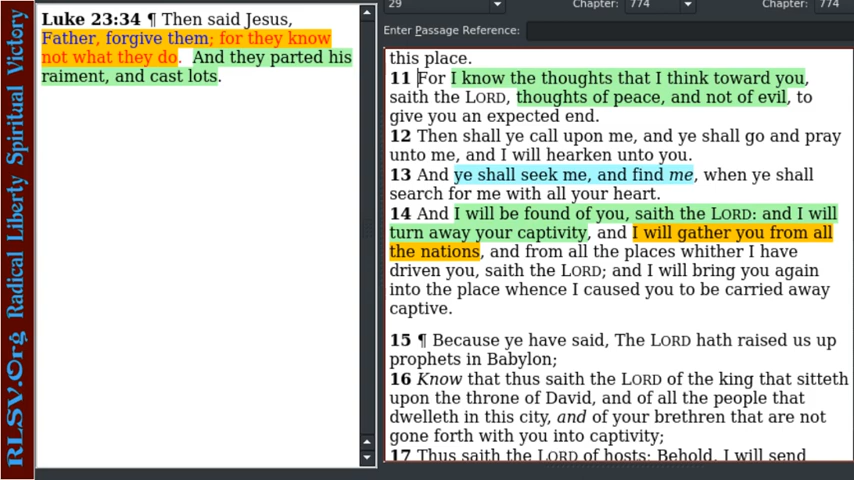 RLSV.Org Radical Liberty Spiritual Victory
Luke 23:34 ¶ Then said Jesus,
Father, forgive them; for they know
not what they do. And they parted his
raiment, and cast lots.
29 Chapter: 774 Chapter: 774
Enter Passage Reference:
this place.
11 For I know the thoughts that I think toward you,
saith the LORD, thoughts of peace, and not of evil, to
give you an expected end.
12 Then shall ye call upon me, and ye shall go and pray
unto me, and I will hearken unto you.
13 And ye shall seek me, and find me, when ye shall
search for me with all your heart.
14 And I will be found of you, saith the LORD: and I will
turn away your captivity, and I will gather you from all
the nations, and from all the places whither I have
driven you, saith the LORD; and I will bring you again
into the place whence I caused you to be carried away
captive.
15 ¶ Because ye have said, The LORD hath raised us up
prophets in Babylon;
16 Know that thus saith the LORD of the king that sitteth
upon the throne of David, and of all the people that
dwelleth in this city, and of your brethren that are not
gone forth with you into captivity;
17 Thus saith the LORD of hosts; Behold, I will send